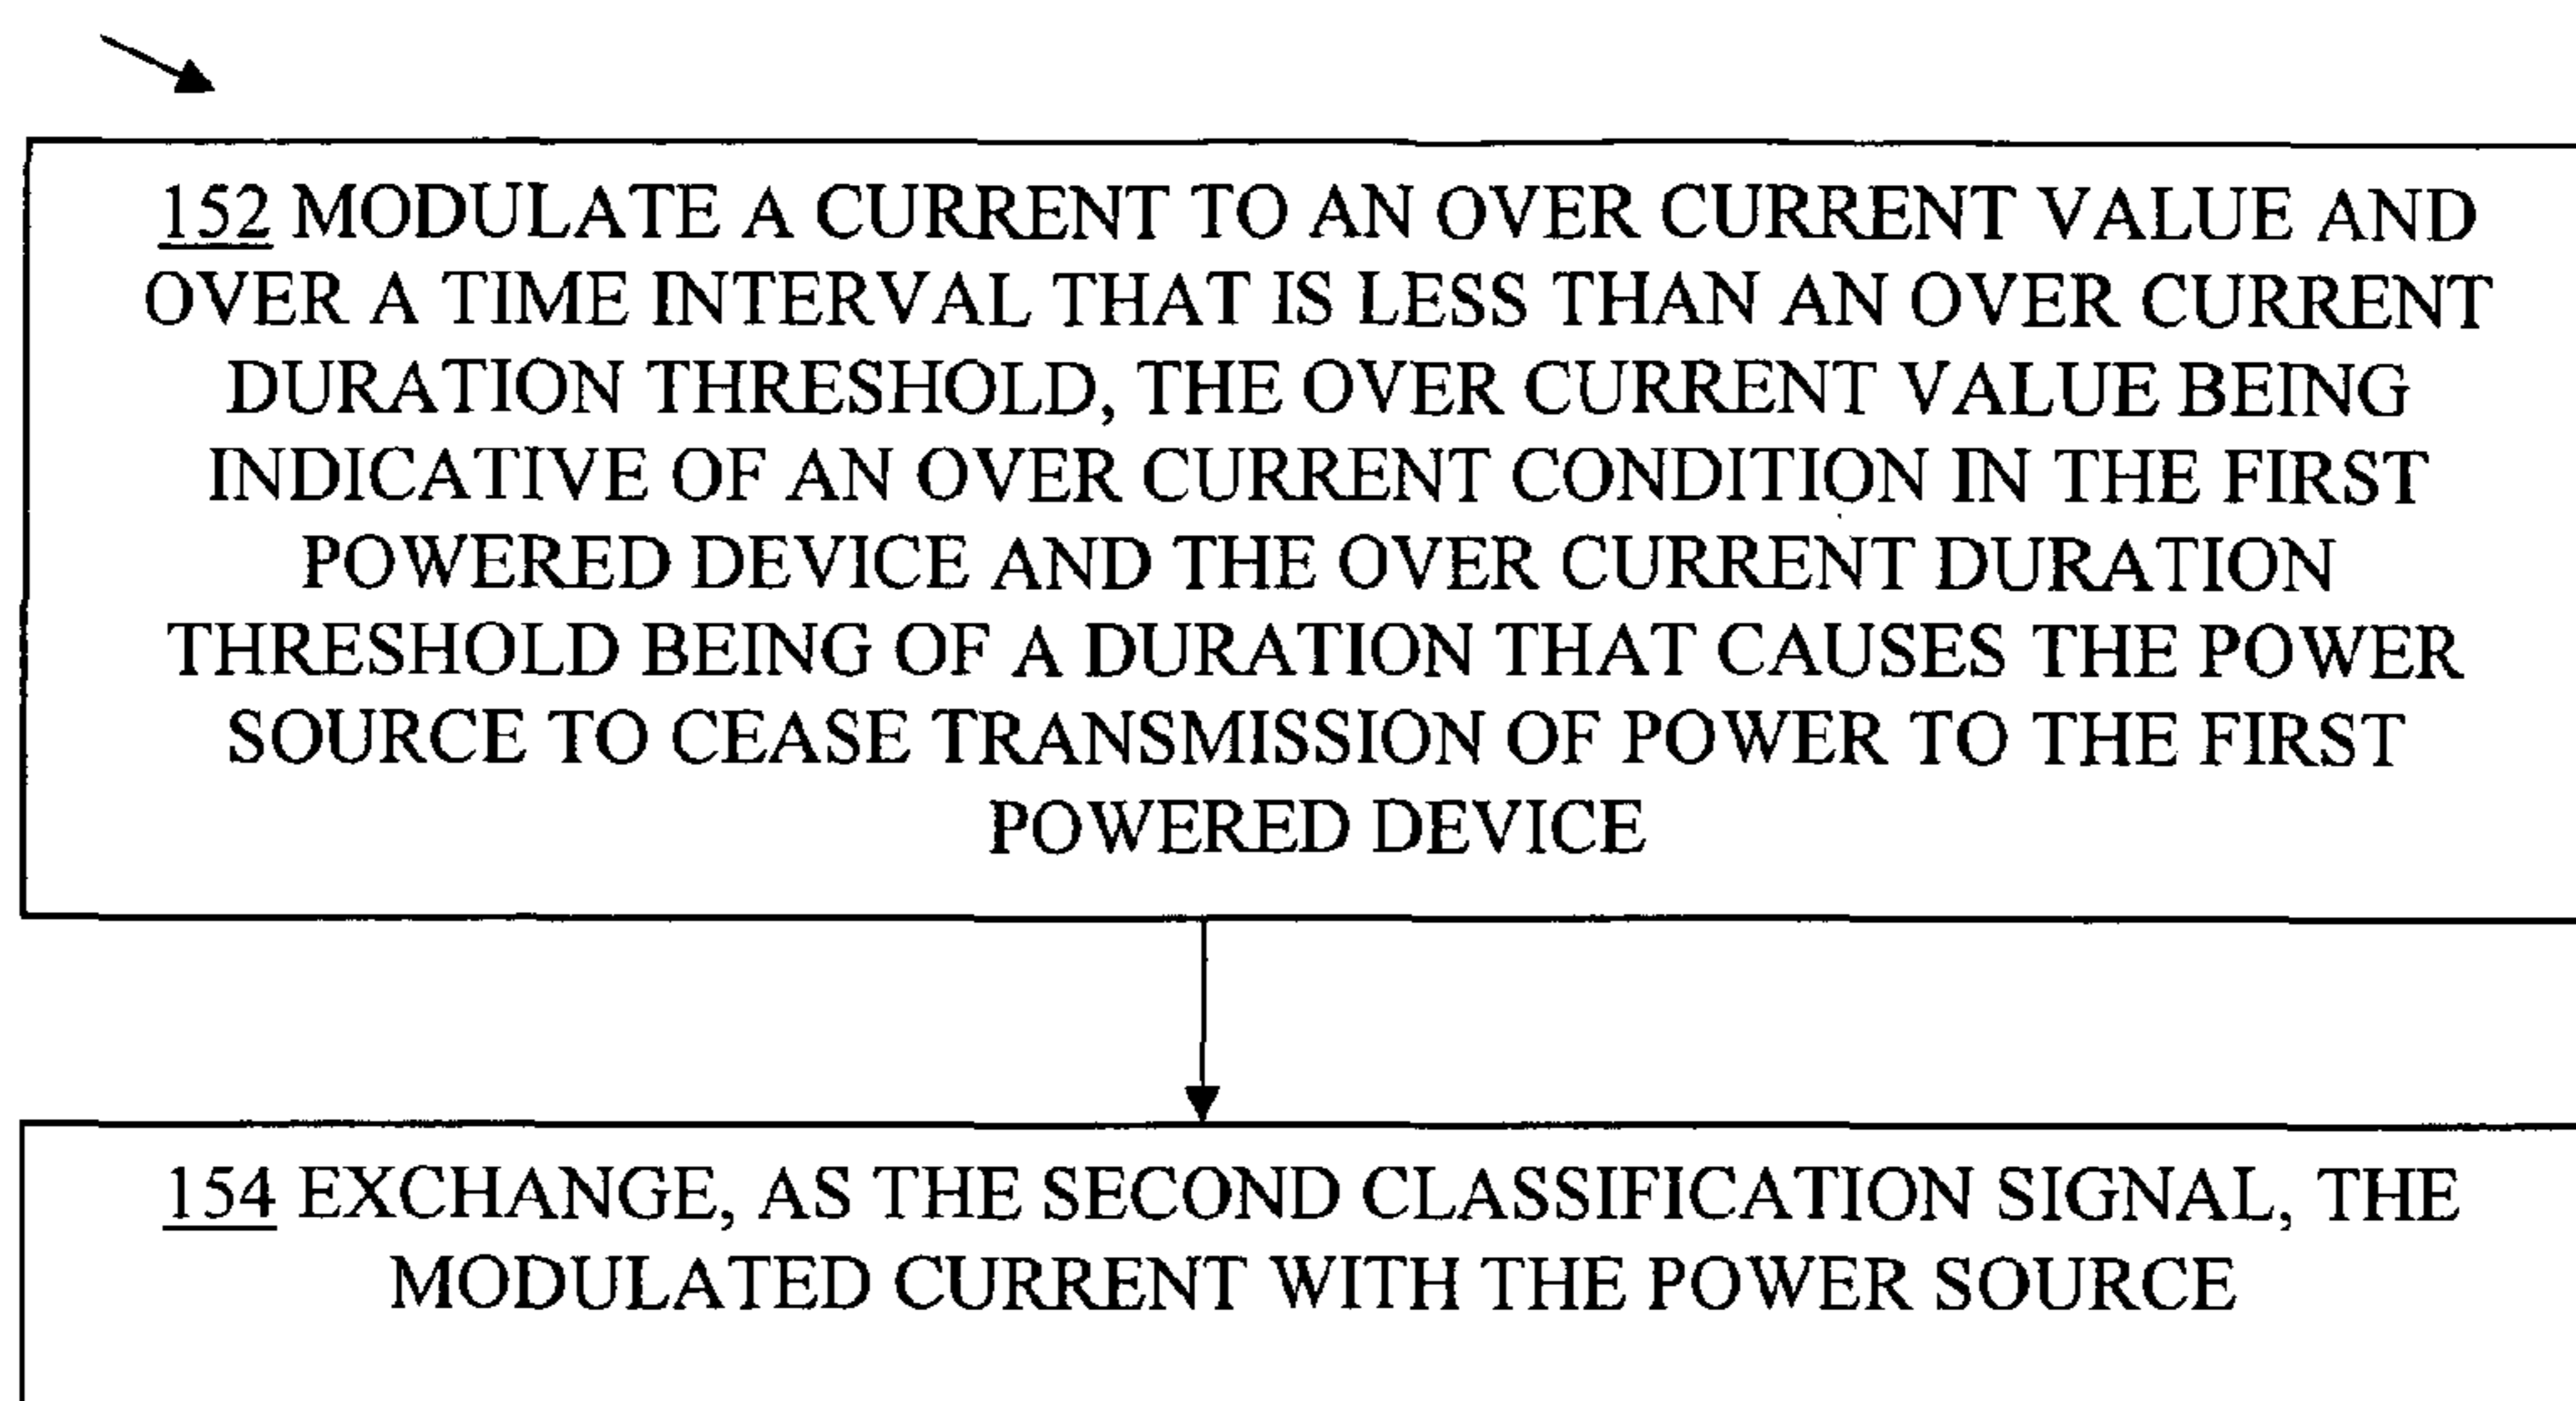 152 MODULATE A CURRENT TO AN OVER CURRENT VALUE AND
OVER A TIME INTERVAL THAT IS LESS THAN AN OVER CURRENT
DURATION THRESHOLD, THE OVER CURRENT VALUE BEING
INDICATIVE OF AN OVER CURRENT CONDITION IN THE FIRST
POWERED DEVICE AND THE OVER CURRENT DURATION
THRESHOLD BEING OF A DURATION THAT CAUSES THE POWER
SOURCE TO CEASE TRANSMISSION OF POWER TO THE FIRST
POWERED DEVICE
154 EXCHANGE, AS THE SECOND CLASSIFICATION SIGNAL, THE
MODULATED CURRENT WITH THE POWER SOURCE